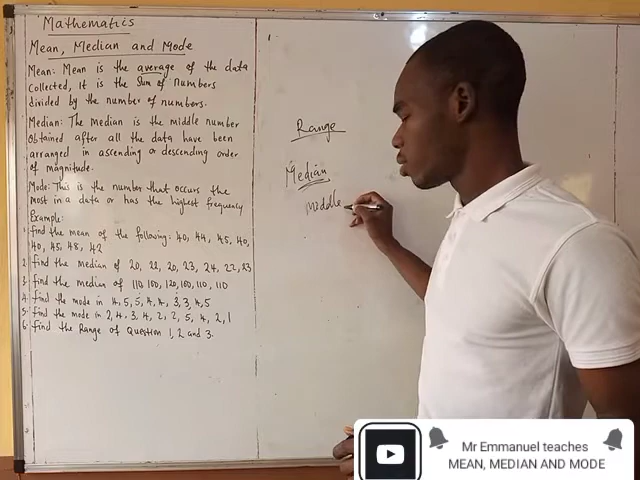 Mathematics
Mean, Median and Mode
Mean: Mean is the average of the data
collected, it is the Sum of numbers
divided by the number of numbers.
Median: The Median is the middle number
obtained after all the data have been
arranged in ascending or descending order
of magnitude.
Mode: This is the number that occurs the
most in a data or has the highest frequency
Example:
1. find the mean of the following: 40, 44, 45, 40,
40, 45, 48, 42
2. find the median of 20, 22, 20, 23, 24, 22, 23
3. find the median of 110, 100, 120, 100, 110, 110
4. find the mode in 4, 5, 5, 4, 4, 3, 3, 4, 5
5. find the mode in 2, 4, 3, 4, 2, 2, 5, 4, 2, 1
6. find the Range of Question 1, 2 and 3.
Range
Median
Middle
Mr Emmanuel teaches
MEAN, MEDIAN AND MODE